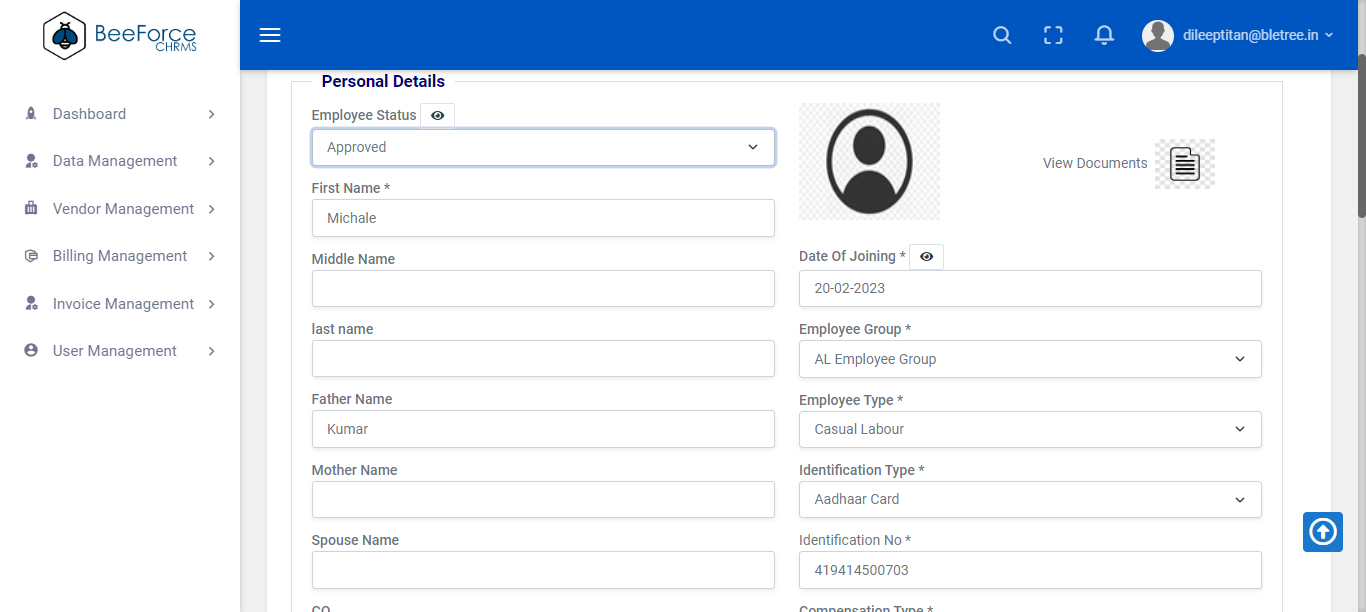 BeeForce
CHRMS
dileeptitan@bletree.in
Dashboard
Data Management
Vendor Management
Billing Management
Invoice Management
User Management
Personal Details
Employee Status
Approved
First Name *
Michale
Middle Name
last name
Father Name
Kumar
Mother Name
Spouse Name
CO
View Documents
Date Of Joining *
20-02-2023
Employee Group *
AL Employee Group
Employee Type *
Casual Labour
Identification Type *
Aadhaar Card
Identification No *
419414500703
Compensation Type *